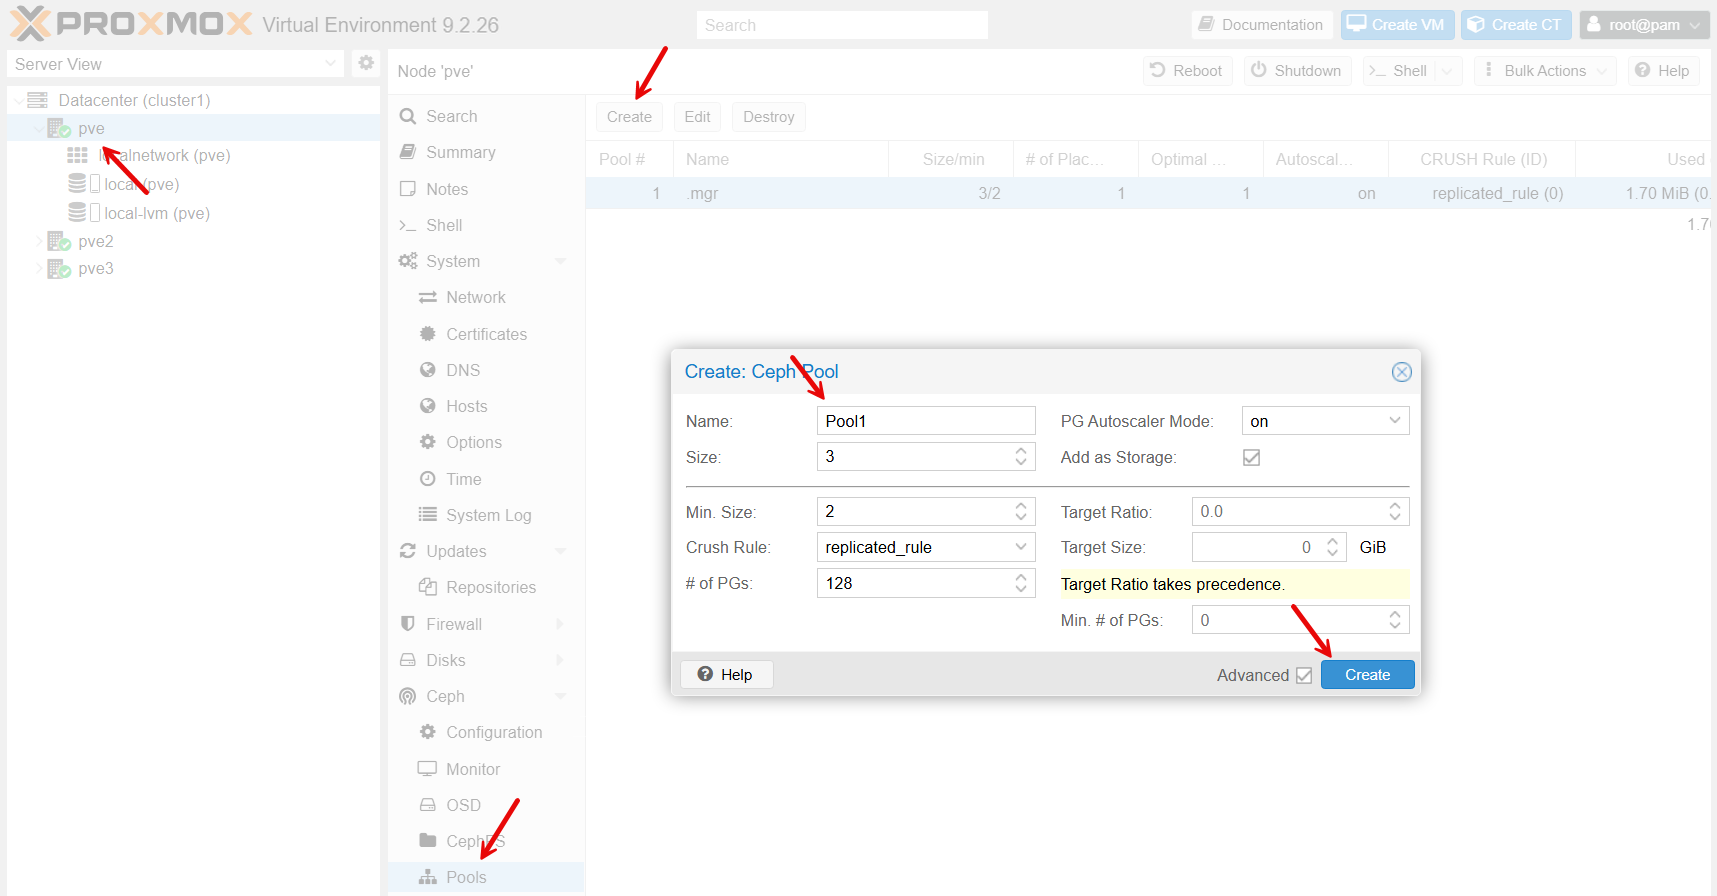 PROXMOX Virtual Environment 9.2.26
Search
Documentation
Create VM
Create CT
root@pam
Server View
Datacenter (cluster1)
pve
localnetwork (pve)
local (pve)
local-lvm (pve)
pve2
pve3
Node 'pve'
Reboot
Shutdown
>_ Shell
Bulk Actions
Help
Search
Summary
Notes
>_ Shell
System
Network
Certificates
DNS
Hosts
Options
Time
System Log
Updates
Repositories
Firewall
Disks
Ceph
Configuration
Monitor
OSD
CephFS
Pools
Create Edit Destroy
Pool # Name Size/min # of Plac... Optimal ... Autoscal... CRUSH Rule (ID) Used
1 .mgr 3/2 1 1 on replicated_rule (0) 1.70 MiB (0.
1.70
Create: Ceph Pool
Name: Pool1 PG Autoscaler Mode: on
Size: 3 Add as Storage:
Min. Size: 2 Target Ratio: 0.0
Crush Rule: replicated_rule Target Size: 0 GiB
# of PGs: 128 Target Ratio takes precedence.
Min. # of PGs: 0
Help Advanced Create